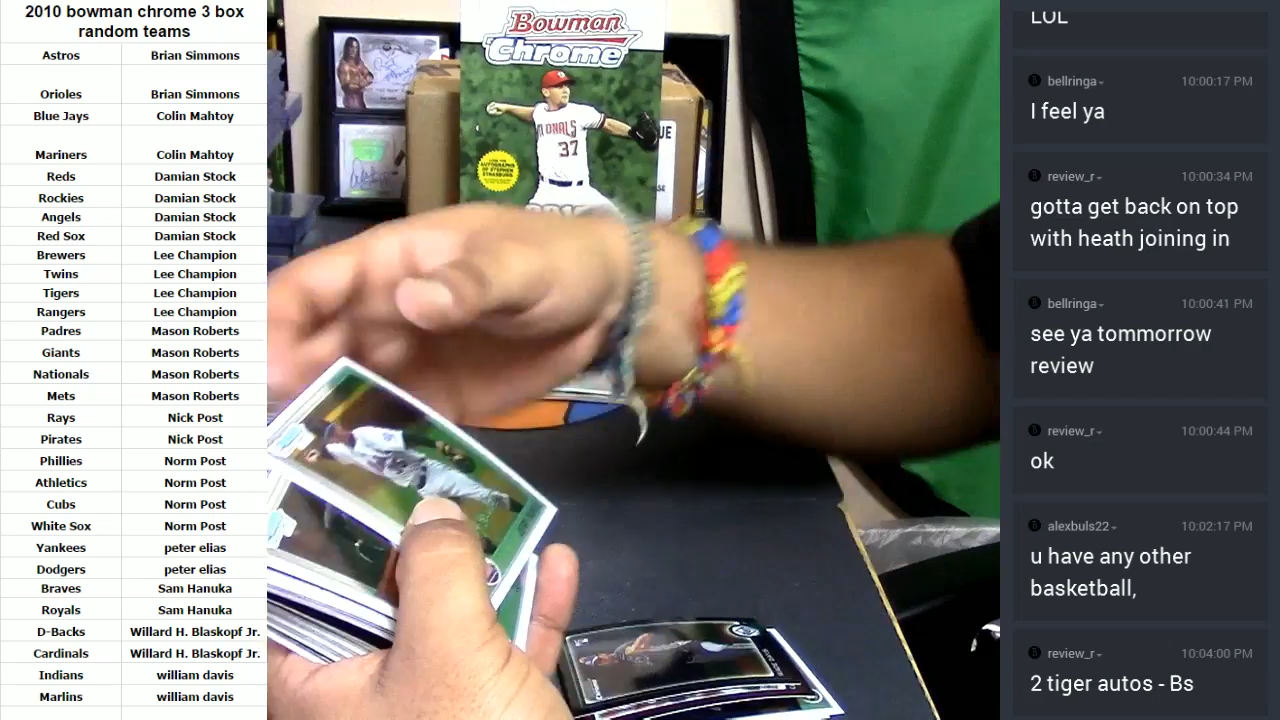 2010 bowman chrome 3 box
random teams
Astros Brian Simmons
Orioles Brian Simmons
Blue Jays Colin Mahtoy
Mariners Colin Mahtoy
Reds Damian Stock
Rockies Damian Stock
Angels Damian Stock
Red Sox Damian Stock
Brewers Lee Champion
Twins Lee Champion
Tigers Lee Champion
Rangers Lee Champion
Padres Mason Roberts
Giants Mason Roberts
Nationals Mason Roberts
Mets Mason Roberts
Rays Nick Post
Pirates Nick Post
Phillies Norm Post
Athletics Norm Post
Cubs Norm Post
White Sox Norm Post
Yankees peter elias
Dodgers peter elias
Braves Sam Hanuka
Royals Sam Hanuka
D-Backs Willard H. Blaskopf Jr.
Cardinals Willard H. Blaskopf Jr.
Indians william davis
Marlins william davis
Bowman
Chrome
NATIONALS
37
LOL
bellringa 10:00:17 PM
I feel ya
review_r 10:00:34 PM
gotta get back on top
with heath joining in
bellringa 10:00:41 PM
see ya tommorrow
review
review_r 10:00:44 PM
ok
alexbuls22 10:02:17 PM
u have any other
basketball,
review_r 10:04:00 PM
2 tiger autos - Bs